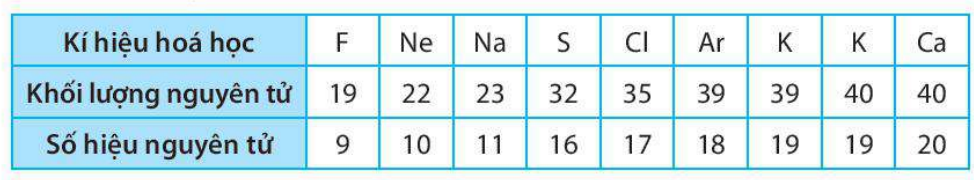 Kí hiệu hoá học F Ne Na S Cl Ar K K Ca
Khối lượng nguyên tử 19 22 23 32 35 39 39 40 40
Số hiệu nguyên tử 9 10 11 16 17 18 19 19 20